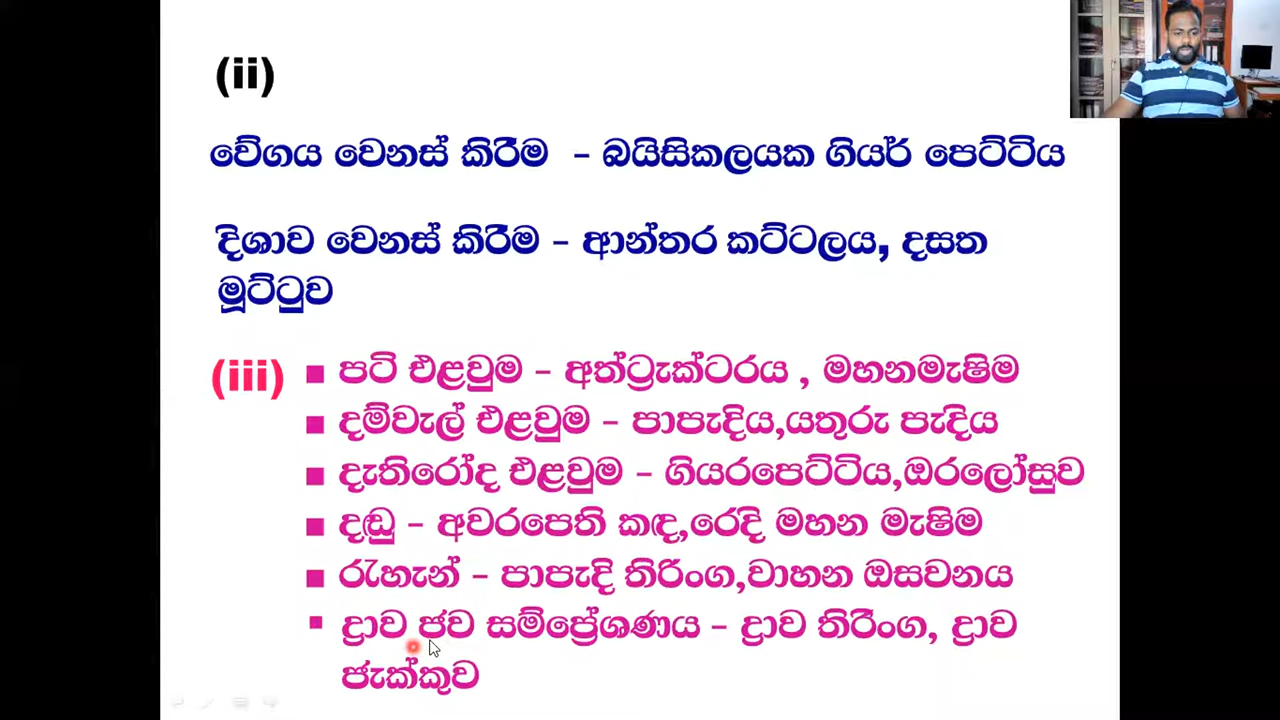 (ii)
වේගය වෙනස් කිරීම – බයිසිකලයක ගියර් පෙට්ටිය
දිශාව වෙනස් කිරීම – ආන්තර කට්ටලය, දසත
මූට්ටුව
(iii) ▪ පටි එළවුම – අත්ට්‍රැක්ටරය , මහනමැෂිම
▪ දම්වැල් එළවුම – පාපැදිය,යතුරු පැදිය
▪ දැතිරෝද එළවුම – ගියරපෙට්ටිය,ඔරලෝසුව
▪ දඬු – අවරපෙති කඳ,රෙදි මහන මැෂිම
▪ රැහැන් – පාපැදි තිරිංග,වාහන ඔසවනය
▪ ද්‍රාව ජව සම්ප්‍රේශණය – ද්‍රාව තිරිංග, ද්‍රාව
ජැක්කුව